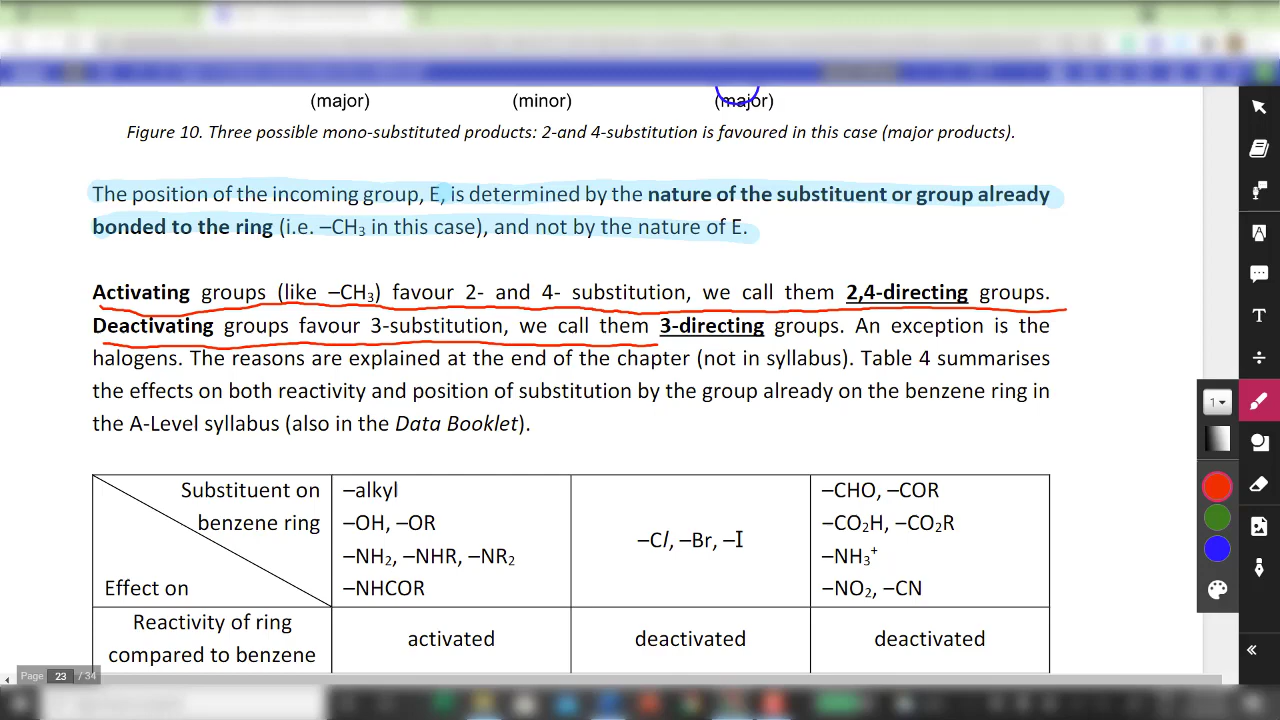 (major) (minor) (major)
Figure 10. Three possible mono-substituted products: 2-and 4-substitution is favoured in this case (major products).
The position of the incoming group, E, is determined by the nature of the substituent or group already
bonded to the ring (i.e. –CH₃ in this case), and not by the nature of E.
Activating groups (like –CH₃) favour 2- and 4- substitution, we call them 2,4-directing groups.
Deactivating groups favour 3-substitution, we call them 3-directing groups. An exception is the
halogens. The reasons are explained at the end of the chapter (not in syllabus). Table 4 summarises
the effects on both reactivity and position of substitution by the group already on the benzene ring in
the A-Level syllabus (also in the Data Booklet).
Substituent on
benzene ring
Effect on
–alkyl
–OH, –OR
–NH₂, –NHR, –NR₂
–NHCOR
–Cl, –Br, –I
–CHO, –COR
–CO₂H, –CO₂R
–NH₃⁺
–NO₂, –CN
Reactivity of ring
compared to benzene
activated
deactivated
deactivated
Page 23 / 34
1